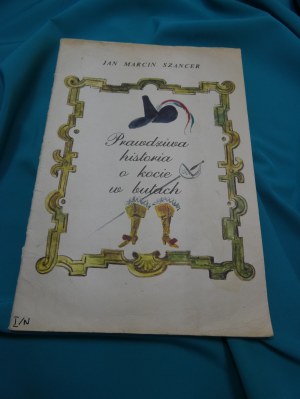 JAN MARCIN SZANCER
Prawdziwa
historia
o kocie
w butach
I/N